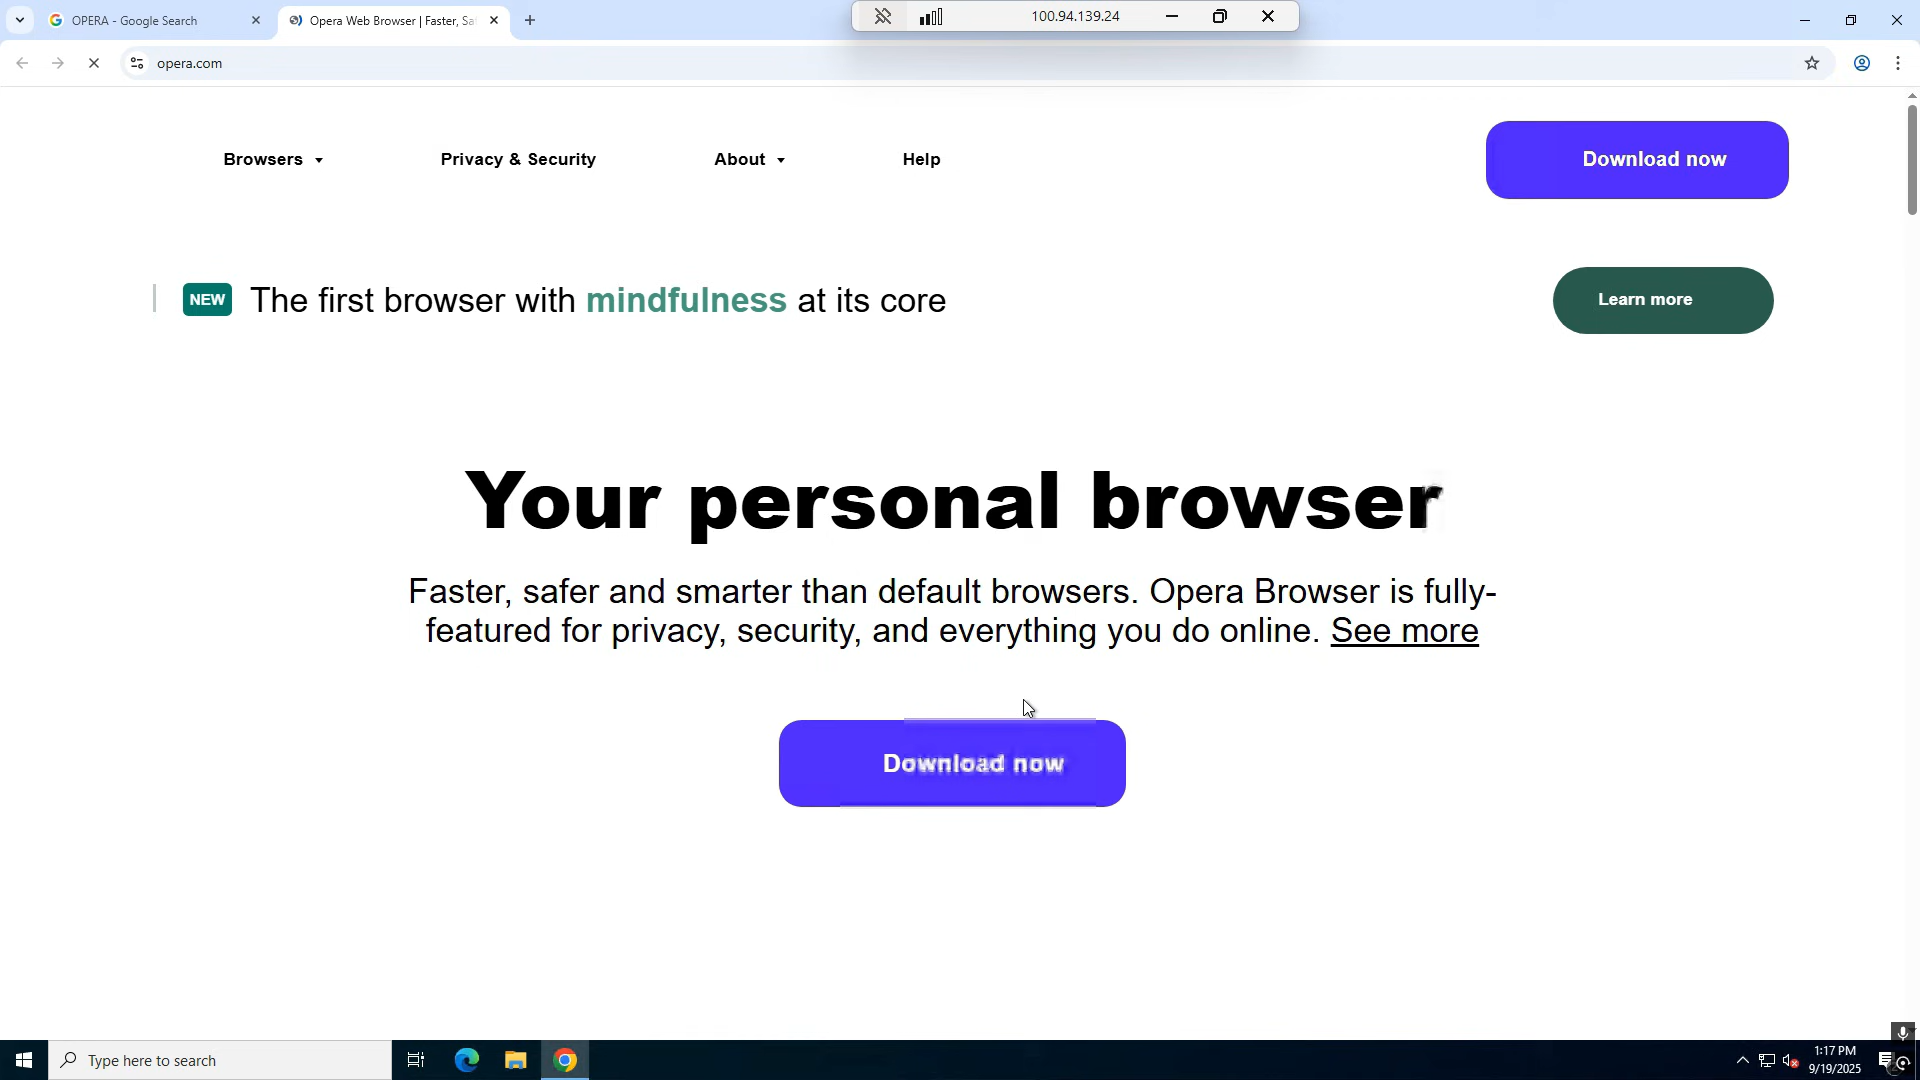 OPERA - Google Search
Opera Web Browser | Faster, Sa
100.94.139.24
opera.com
Browsers
Privacy & Security
About
Help
Download now
NEW
The first browser with mindfulness at its core
Learn more
Your personal browser
Faster, safer and smarter than default browsers. Opera Browser is fully-
featured for privacy, security, and everything you do online. See more
Download now
Type here to search
1:17 PM
9/19/2025